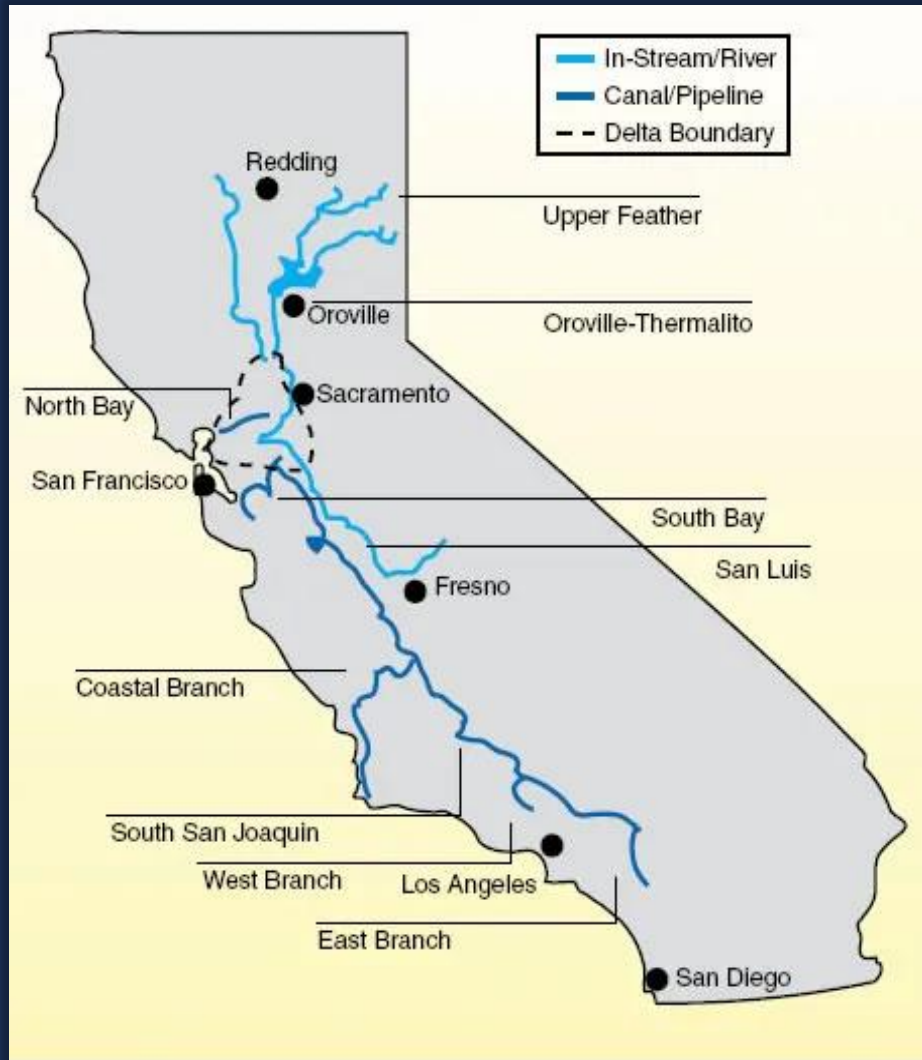 In-Stream/River
Canal/Pipeline
Delta Boundary
Redding
Upper Feather
Oroville
Oroville-Thermalito
Sacramento
North Bay
San Francisco
South Bay
San Luis
Fresno
Coastal Branch
South San Joaquin
West Branch
Los Angeles
East Branch
San Diego